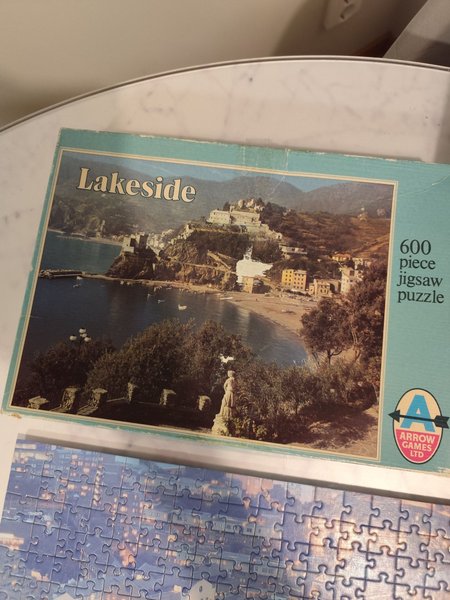 Lakeside
600
piece
jigsaw
puzzle
A
ARROW
GAMES
LTD